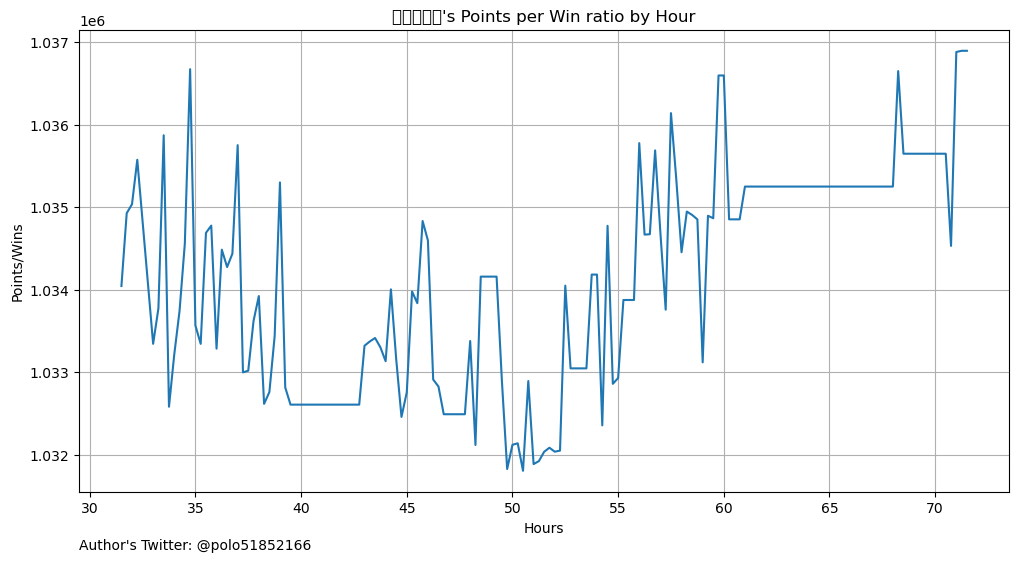 's Points per Win ratio by Hour
1e6
1.037
1.036
1.035
1.034
1.033
1.032
Points/Wins
30 35 40 45 50 55 60 65 70
Hours
Author's Twitter: @polo51852166